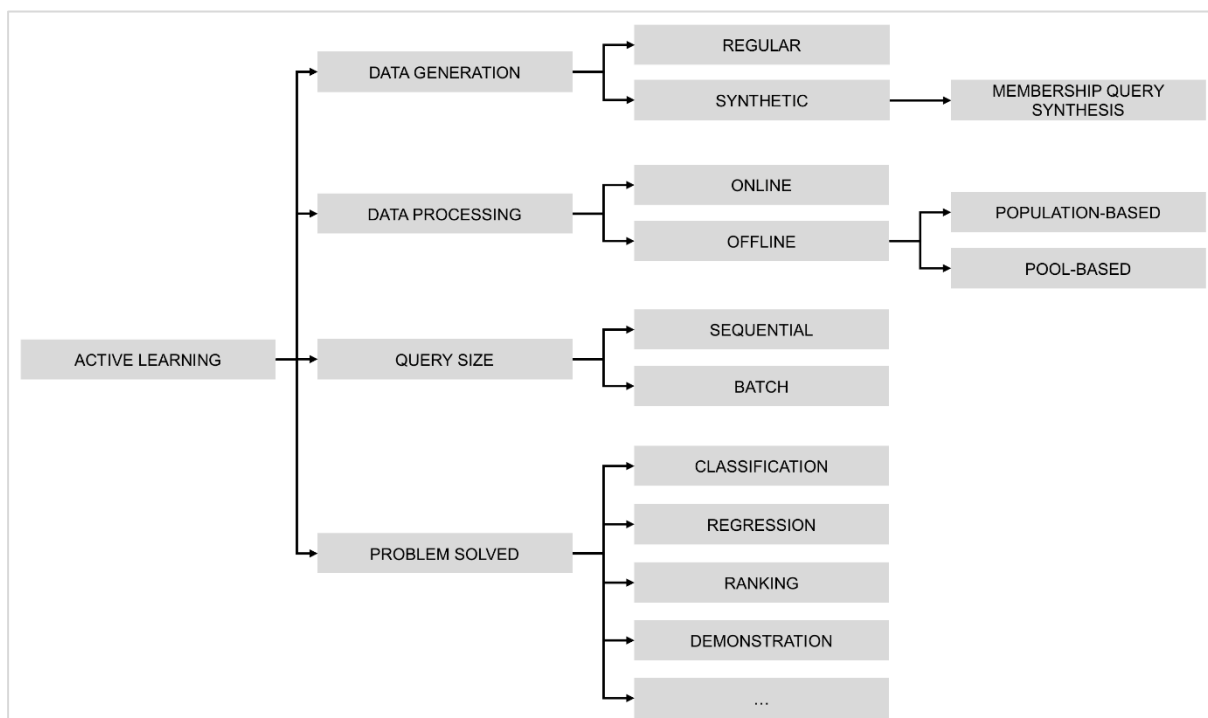 REGULAR
DATA GENERATION
SYNTHETIC
MEMBERSHIP QUERY
SYNTHESIS
ONLINE
DATA PROCESSING
POPULATION-BASED
OFFLINE
POOL-BASED
SEQUENTIAL
ACTIVE LEARNING
QUERY SIZE
BATCH
CLASSIFICATION
REGRESSION
PROBLEM SOLVED
RANKING
DEMONSTRATION
...